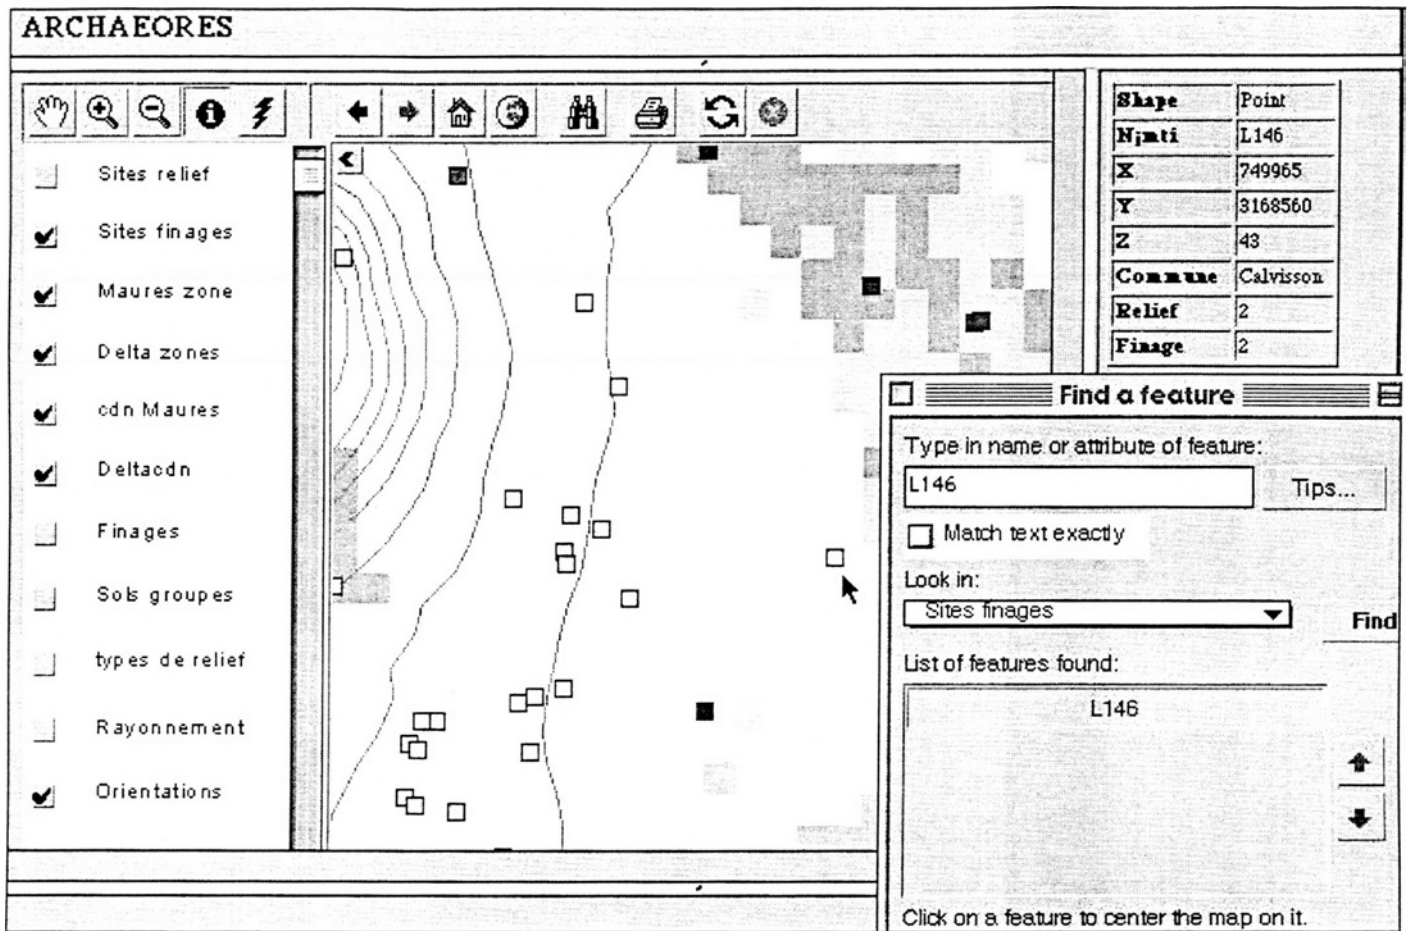 ARCHAEORES
Sites relief
Sites finages
Maures zone
Delta zones
cdn Maures
Deltacdn
Finages
Sols groupes
types de relief
Rayonnement
Orientations
Shape Point
Njmti L146
X 749965
Y 3168560
Z 43
Commune Calvisson
Relief 2
Finage 2
Find a feature
Type in name or attribute of feature:
L146
Tips...
Match text exactly
Look in:
Sites finages
Find
List of features found:
L146
Click on a feature to center the map on it.